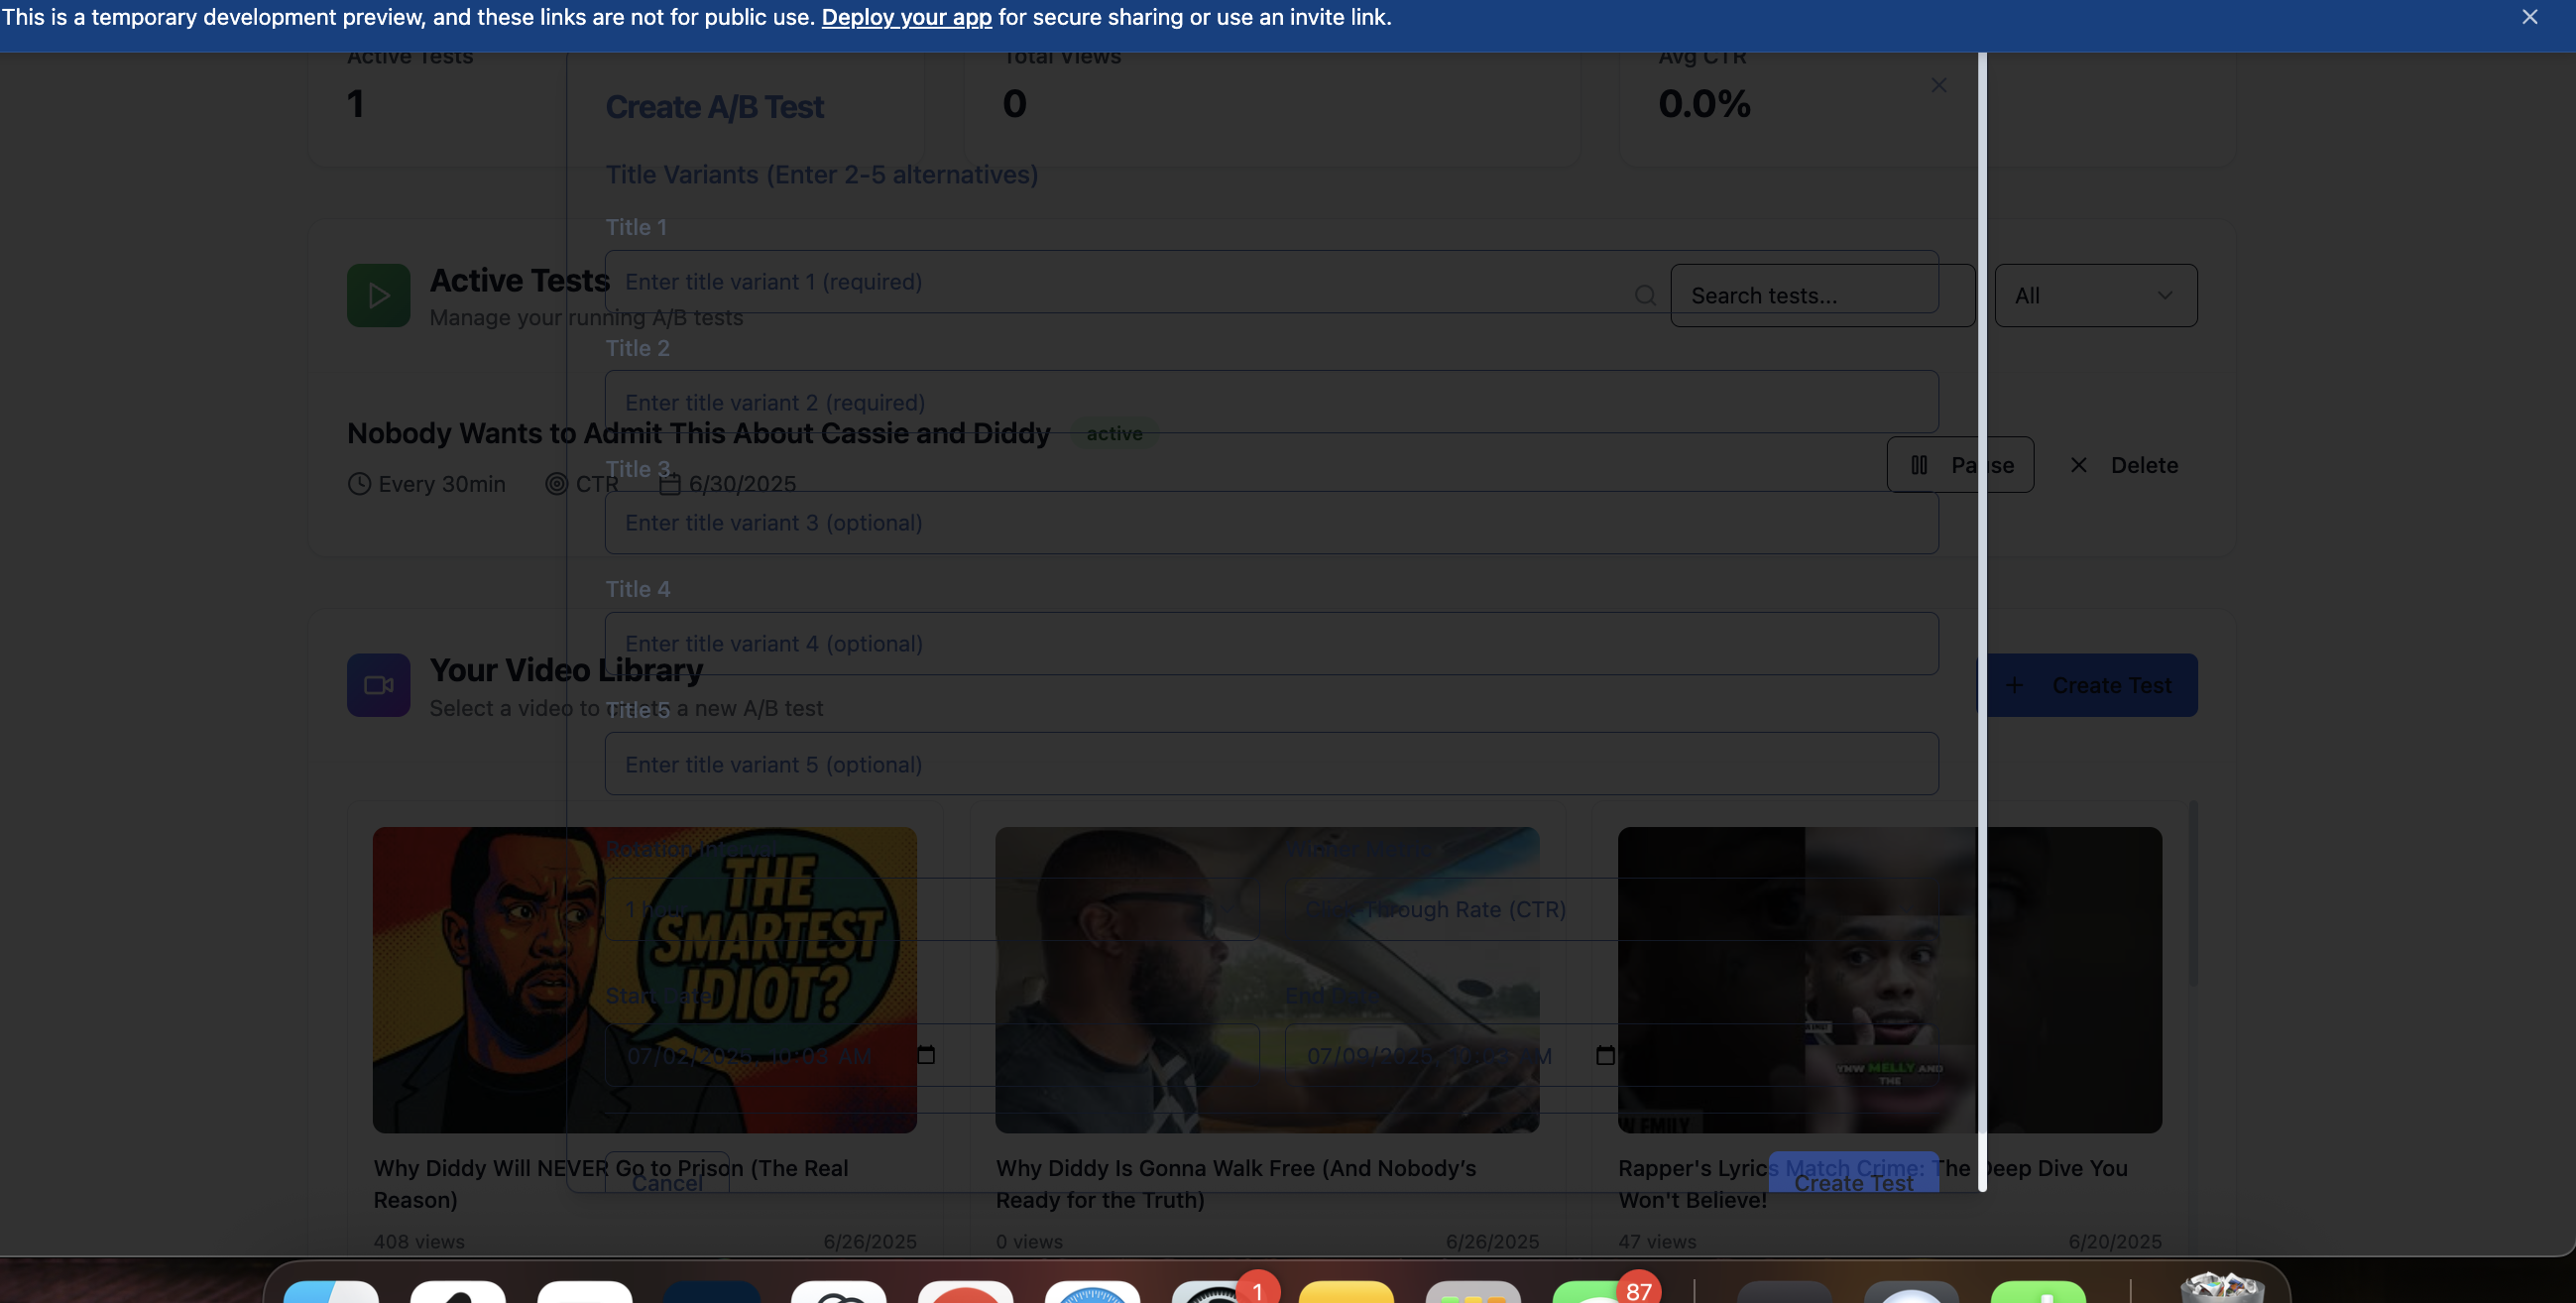 This is a temporary development preview, and these links are not for public use. Deploy your app for secure sharing or use an invite link.
Active Tests
Total Views
Avg CTR
1
0
0.0%
Create A/B Test
Title Variants (Enter 2-5 alternatives)
Title 1
Enter title variant 1 (required)
Active Tests
Manage your running A/B tests
Search tests...
All
Title 2
Enter title variant 2 (required)
Nobody Wants to Admit This About Cassie and Diddy
active
Title 3
Every 30min
CTR
6/30/2025
Pause
Delete
Enter title variant 3 (optional)
Title 4
Enter title variant 4 (optional)
Your Video Library
Select a video to create a new A/B test
Create Test
Title 5
Enter title variant 5 (optional)
Rotation Interval
Winner Metric
1 hour
Click-Through Rate (CTR)
THE
SMARTEST
IDIOT?
Start Date
End Date
07/02/2025, 10:03 AM
07/09/2025, 10:03 AM
YNW MELLY AND
THE
Why Diddy Will NEVER Go to Prison (The Real
Reason)
Why Diddy Is Gonna Walk Free (And Nobody's
Ready for the Truth)
Rapper's Lyrics Match Crime: The Deep Dive You
Won't Believe!
Cancel
Create Test
408 views
6/26/2025
0 views
6/26/2025
47 views
6/20/2025
1
87